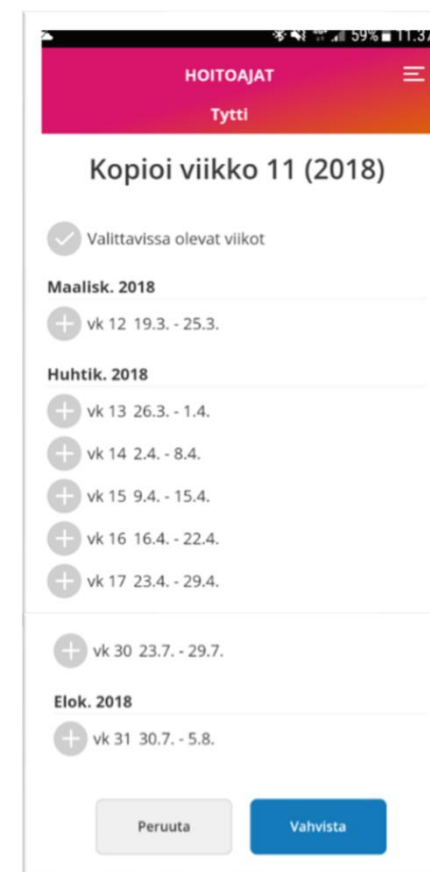 59% 11.37
HOITOAJAT
Tytti
Kopioi viikko 11 (2018)
Valittavissa olevat viikot
Maalisk. 2018
vk 12 19.3. - 25.3.
Huhtik. 2018
vk 13 26.3. - 1.4.
vk 14 2.4. - 8.4.
vk 15 9.4. - 15.4.
vk 16 16.4. - 22.4.
vk 17 23.4. - 29.4.
vk 30 23.7. - 29.7.
Elok. 2018
vk 31 30.7. - 5.8.
Peruuta Vahvista